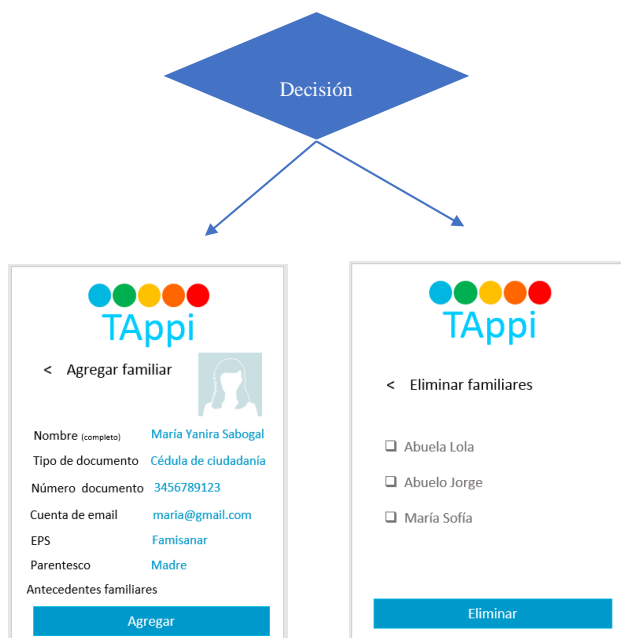 Decisión
TAppi
< Agregar familiar
Nombre (completo) María Yanira Sabogal
Tipo de documento Cédula de ciudadanía
Número documento 3456789123
Cuenta de email maria@gmail.com
EPS Famisanar
Parentesco Madre
Antecedentes familiares
Agregar
TAppi
< Eliminar familiares
❑ Abuela Lola
❑ Abuelo Jorge
❑ María Sofía
Eliminar